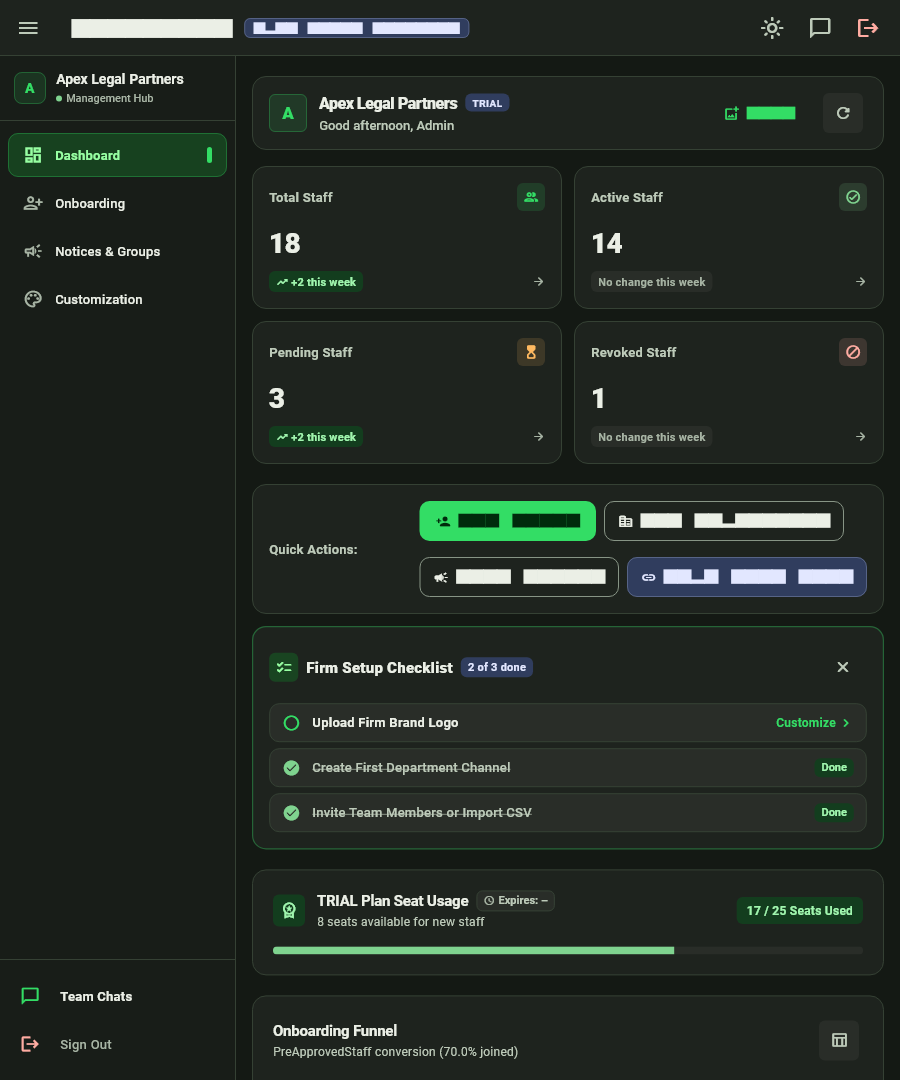 A
Apex Legal Partners
Management Hub
Dashboard
Onboarding
Notices & Groups
Customization
Team Chats
Sign Out
A
Apex Legal Partners TRIAL
Good afternoon, Admin
Total Staff
18
+2 this week
Active Staff
14
No change this week
Pending Staff
3
+2 this week
Revoked Staff
1
No change this week
Quick Actions:
Firm Setup Checklist 2 of 3 done
Upload Firm Brand Logo Customize
Create First Department Channel Done
Invite Team Members or Import CSV Done
TRIAL Plan Seat Usage Expires: –
8 seats available for new staff
17 / 25 Seats Used
Onboarding Funnel
PreApprovedStaff conversion (70.0% joined)